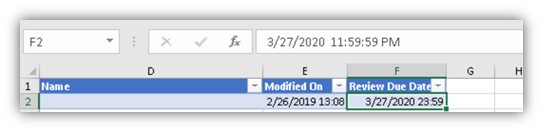 F2 fx 3/27/2020 11:59:59 PM
D E F G H
1 Name Modified On Review Due Date
2 2/26/2019 13:08 3/27/2020 23:59